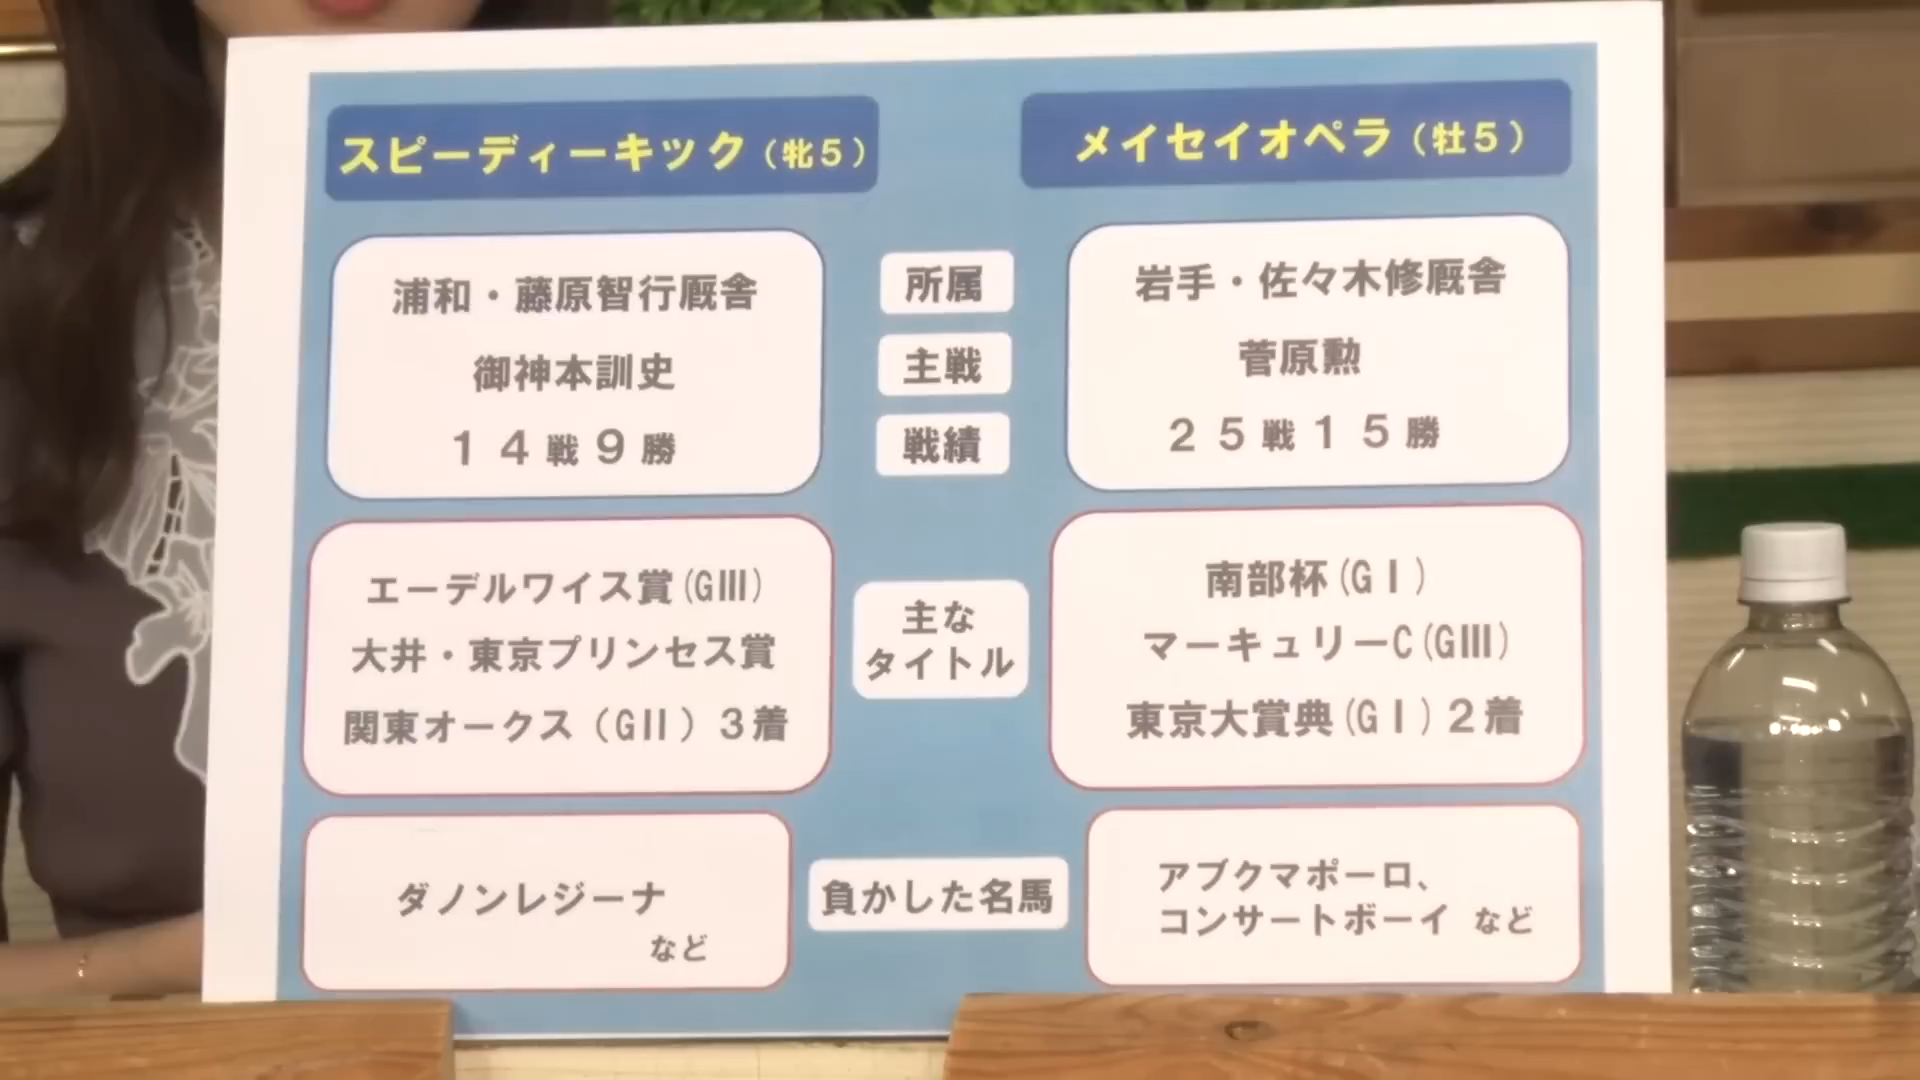 スピーディーキック（牝５）
メイセイオペラ（牡５）
浦和・藤原智行厩舎
所属
岩手・佐々木修厩舎
御神本訓史
主戦
菅原勲
１４戦９勝
戦績
２５戦１５勝
エーデルワイス賞(GⅢ)
大井・東京プリンセス賞
関東オークス（GⅡ）３着
主な
タイトル
南部杯(GⅠ)
マーキュリーC(GⅢ)
東京大賞典(GⅠ)２着
ダノンレジーナ
など
負かした名馬
アブクマポーロ、
コンサートボーイ など